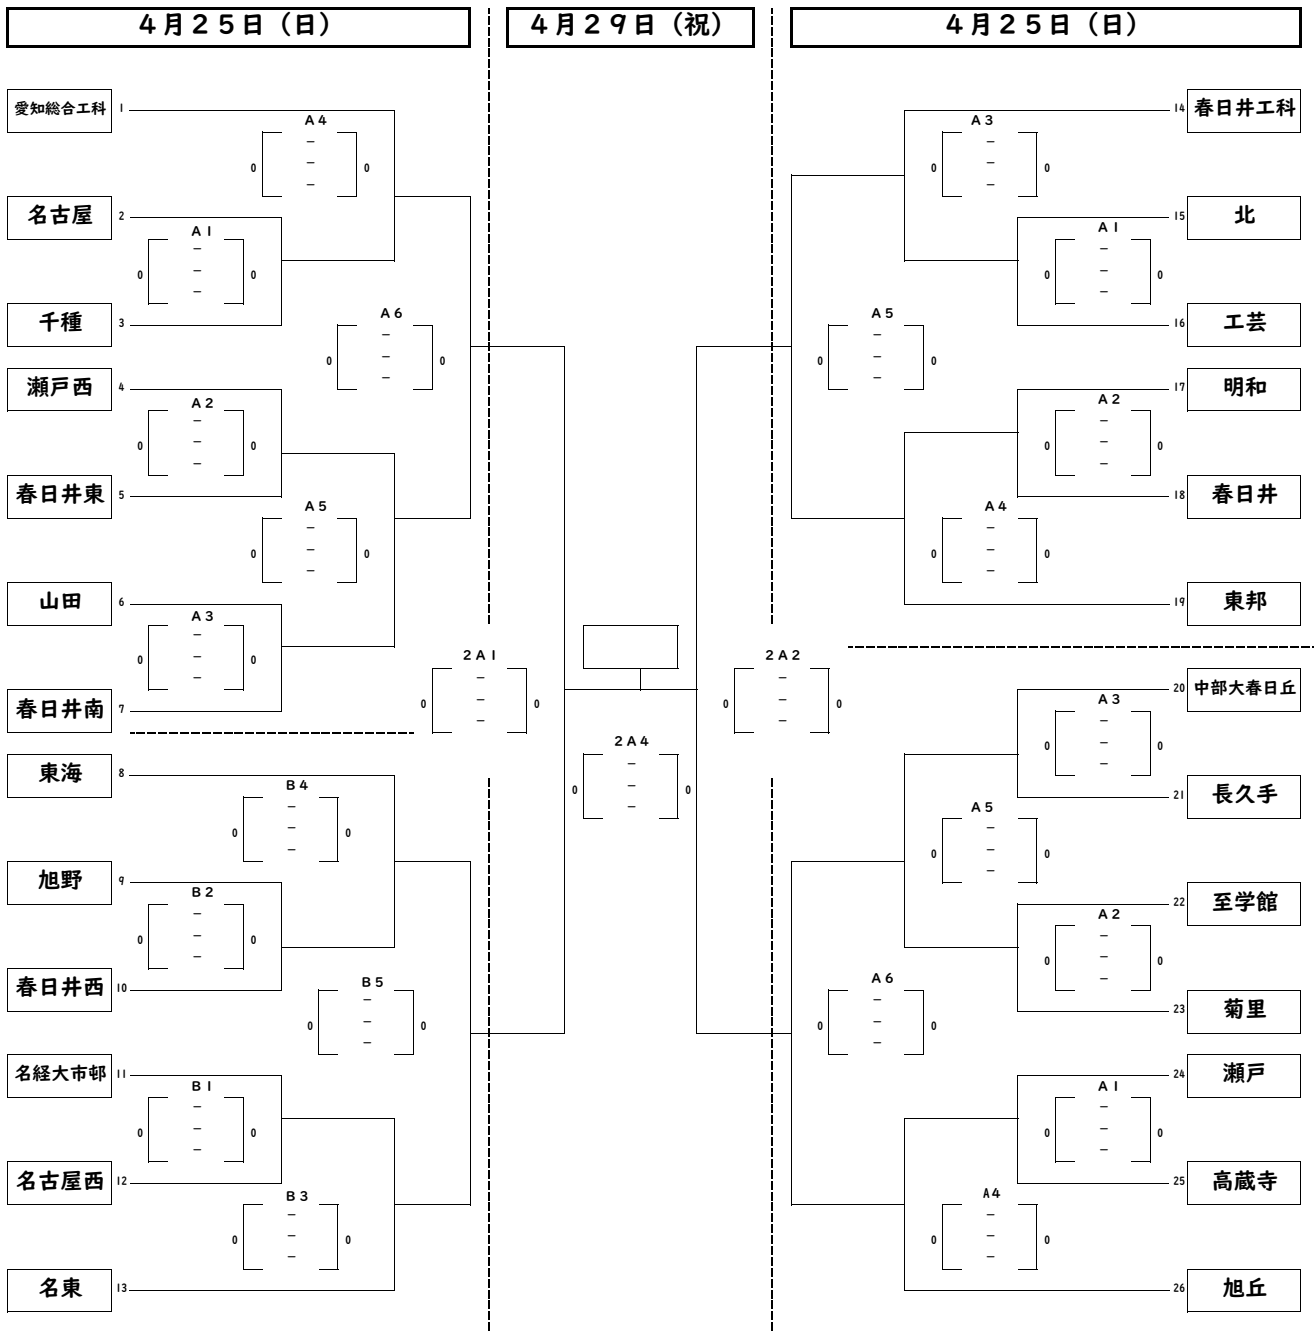 ４月２５日（日）
４月２９日（祝）
４月２５日（日）
愛知総合工科 1
A4
0 － － － 0
名古屋 2
A1
0 － － － 0
千種 3
A6
0 － － － 0
瀬戸西 4
A2
0 － － － 0
春日井東 5
A5
0 － － － 0
山田 6
A3
0 － － － 0
春日井南 7
東海 8
B4
0 － － － 0
旭野 9
B2
0 － － － 0
春日井西 10
B5
0 － － － 0
名経大市邨 11
B1
0 － － － 0
名古屋西 12
B3
0 － － － 0
名東 13
2A1
0 － － － 0
2A4
0 － － － 0
2A2
0 － － － 0
14 春日井工科
A3
0 － － － 0
15 北
A1
0 － － － 0
16 工芸
A5
0 － － － 0
17 明和
A2
0 － － － 0
18 春日井
A4
0 － － － 0
19 東邦
20 中部大春日丘
A3
0 － － － 0
21 長久手
A5
0 － － － 0
22 至学館
A2
0 － － － 0
23 菊里
A6
0 － － － 0
24 瀬戸
A1
0 － － － 0
25 高蔵寺
A4
0 － － － 0
26 旭丘